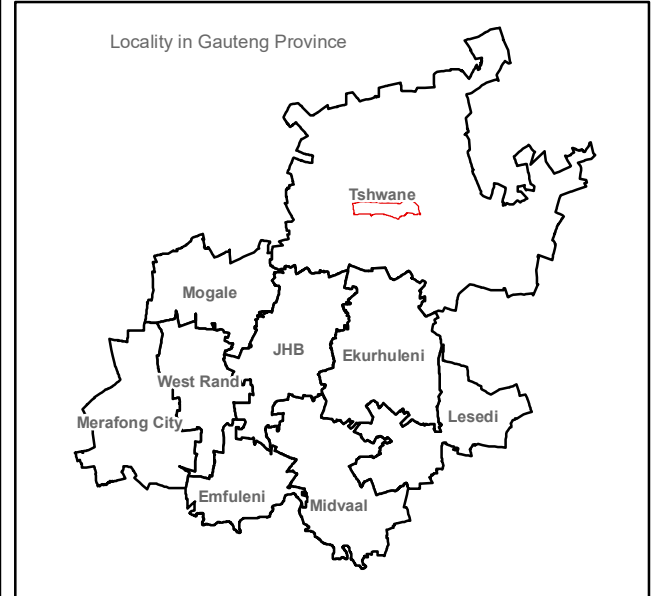 Locality in Gauteng Province
Tshwane
Mogale
JHB
Ekurhuleni
West Rand
Lesedi
Merafong City
Emfuleni
Midvaal